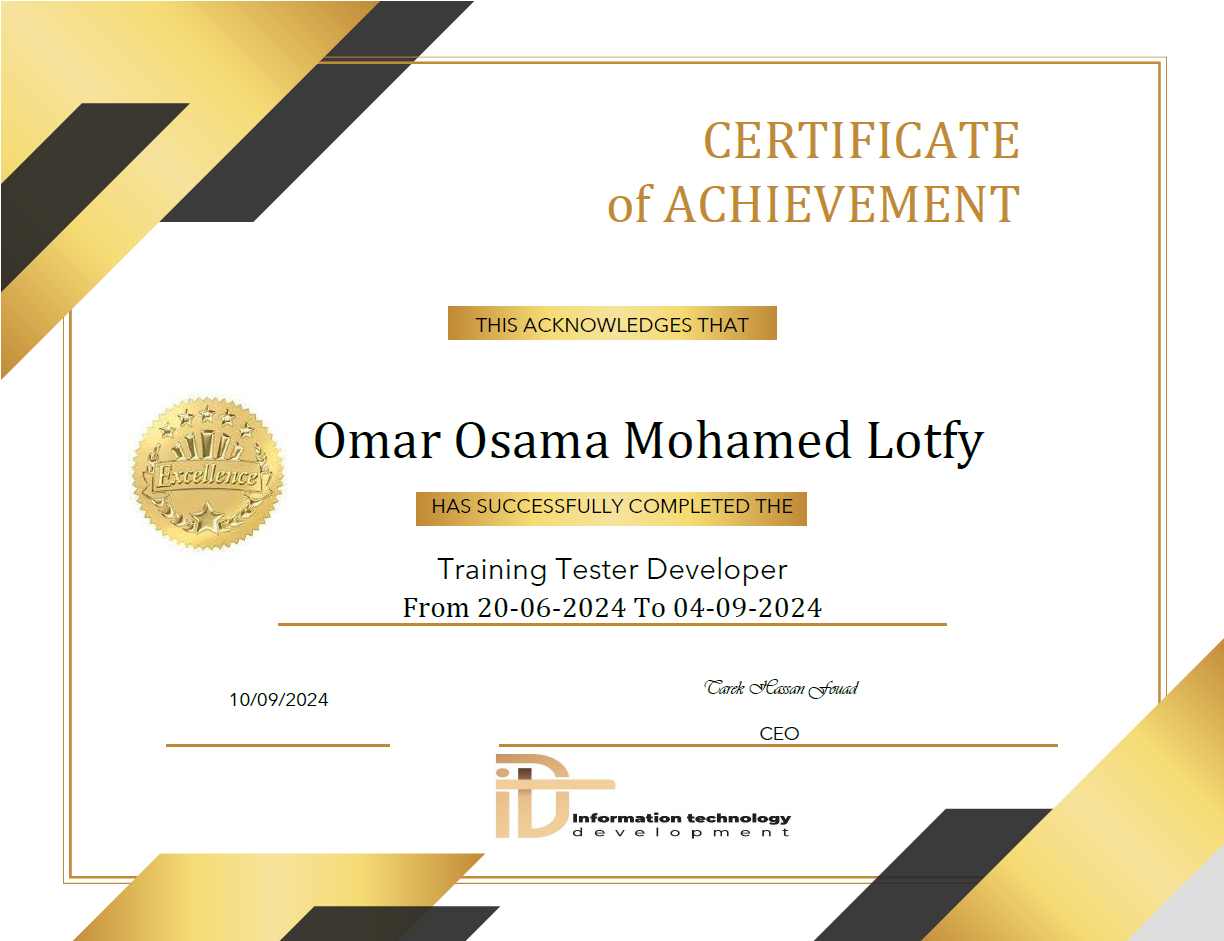 CERTIFICATE
of ACHIEVEMENT
THIS ACKNOWLEDGES THAT
Excellence
Omar Osama Mohamed Lotfy
HAS SUCCESSFULLY COMPLETED THE
Training Tester Developer
From 20-06-2024 To 04-09-2024
10/09/2024
Tarek Hassan Fouad
CEO
iTD
Information technology
development